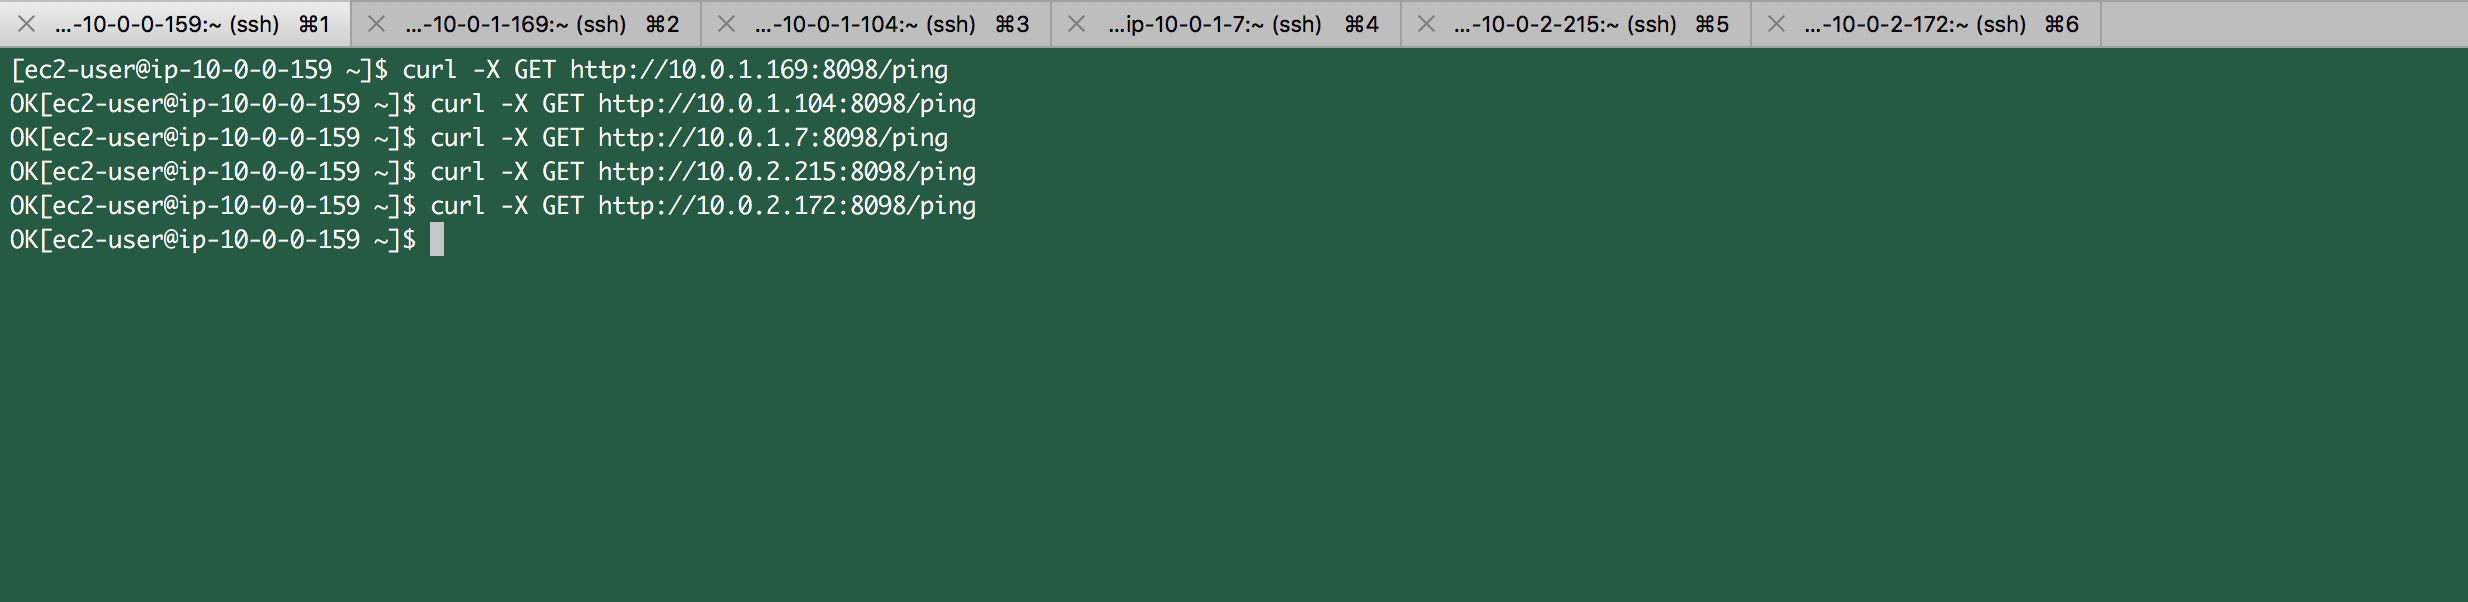 ...-10-0-0-159:~ (ssh) ⌘1 ...-10-0-1-169:~ (ssh) ⌘2 ...-10-0-1-104:~ (ssh) ⌘3 ...ip-10-0-1-7:~ (ssh) ⌘4 ...-10-0-2-215:~ (ssh) ⌘5 ...-10-0-2-172:~ (ssh) ⌘6
[ec2-user@ip-10-0-0-159 ~]$ curl -X GET http://10.0.1.169:8098/ping
OK[ec2-user@ip-10-0-0-159 ~]$ curl -X GET http://10.0.1.104:8098/ping
OK[ec2-user@ip-10-0-0-159 ~]$ curl -X GET http://10.0.1.7:8098/ping
OK[ec2-user@ip-10-0-0-159 ~]$ curl -X GET http://10.0.2.215:8098/ping
OK[ec2-user@ip-10-0-0-159 ~]$ curl -X GET http://10.0.2.172:8098/ping
OK[ec2-user@ip-10-0-0-159 ~]$